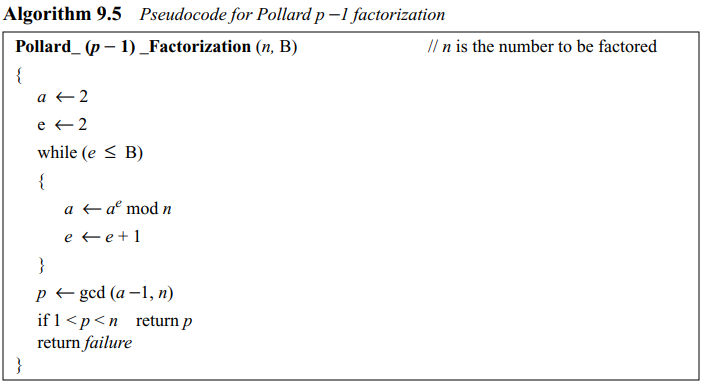 Algorithm 9.5 Pseudocode for Pollard p −1 factorization
Pollard_ (p − 1) _Factorization (n, B) // n is the number to be factored
{
a ← 2
e ← 2
while (e ≤ B)
{
a ← aᵉ mod n
e ← e + 1
}
p ← gcd (a −1, n)
if 1 < p < n return p
return failure
}